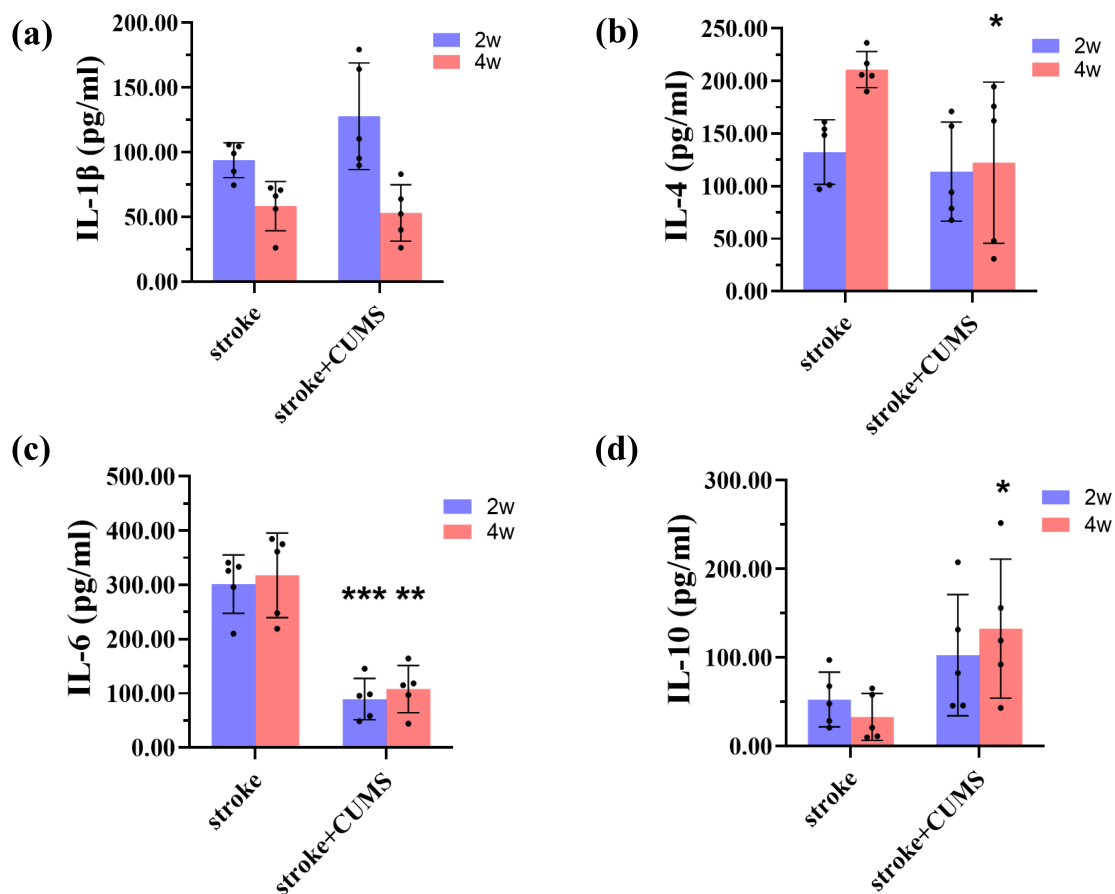 (a)
IL-1β (pg/ml)
200.00
150.00
100.00
50.00
0.00
2w
4w
stroke
stroke+CUMS
(b)
*
IL-4 (pg/ml)
250.00
200.00
150.00
100.00
50.00
0.00
2w
4w
stroke
stroke+CUMS
(c)
IL-6 (pg/ml)
500.00
400.00
300.00
200.00
100.00
0.00
2w
4w
*** **
stroke
stroke+CUMS
(d)
*
IL-10 (pg/ml)
300.00
200.00
100.00
0.00
2w
4w
stroke
stroke+CUMS